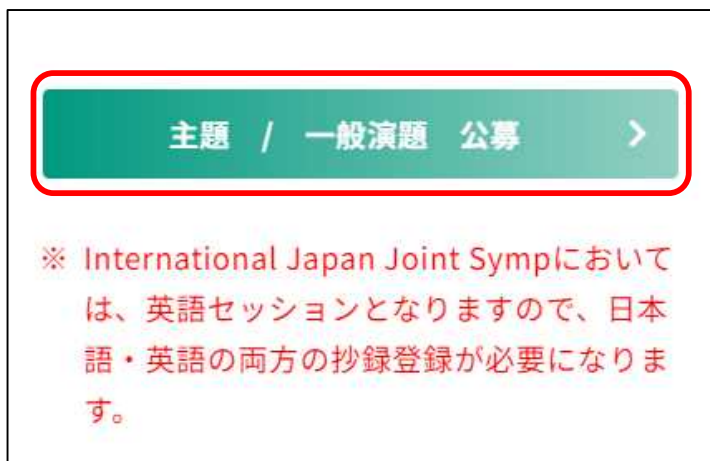 主題 / 一般演題 公募
※ International Japan Joint Sympにおいて
は、英語セッションとなりますので、日本
語・英語の両方の抄録登録が必要になりま
す。